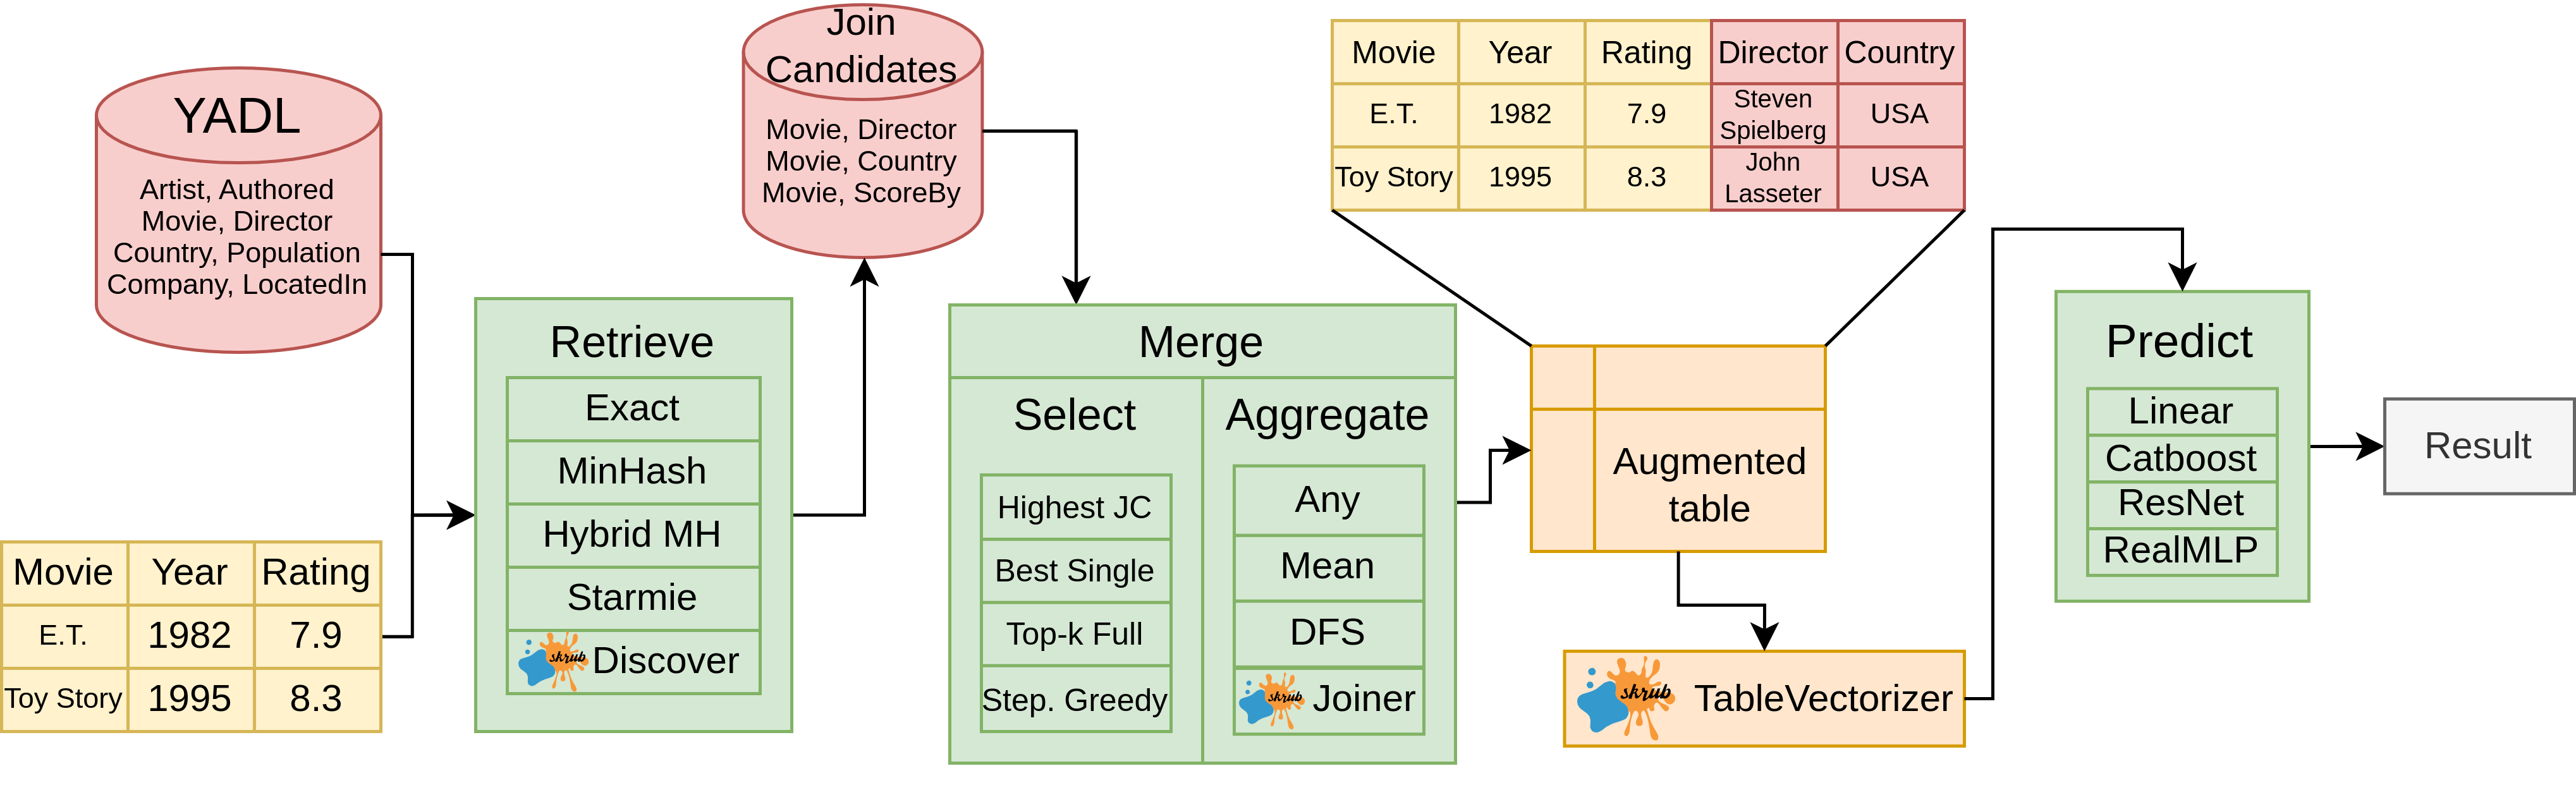 YADL
Artist, Authored
Movie, Director
Country, Population
Company, LocatedIn
Movie Year Rating
E.T. 1982 7.9
Toy Story 1995 8.3
Retrieve
Exact
MinHash
Hybrid MH
Starmie
skrub Discover
Join
Candidates
Movie, Director
Movie, Country
Movie, ScoreBy
Merge
Select
Highest JC
Best Single
Top-k Full
Step. Greedy
Aggregate
Any
Mean
DFS
skrub Joiner
Movie Year Rating Director Country
E.T. 1982 7.9 Steven Spielberg USA
Toy Story 1995 8.3 John Lasseter USA
Augmented
table
skrub TableVectorizer
Predict
Linear
Catboost
ResNet
RealMLP
Result